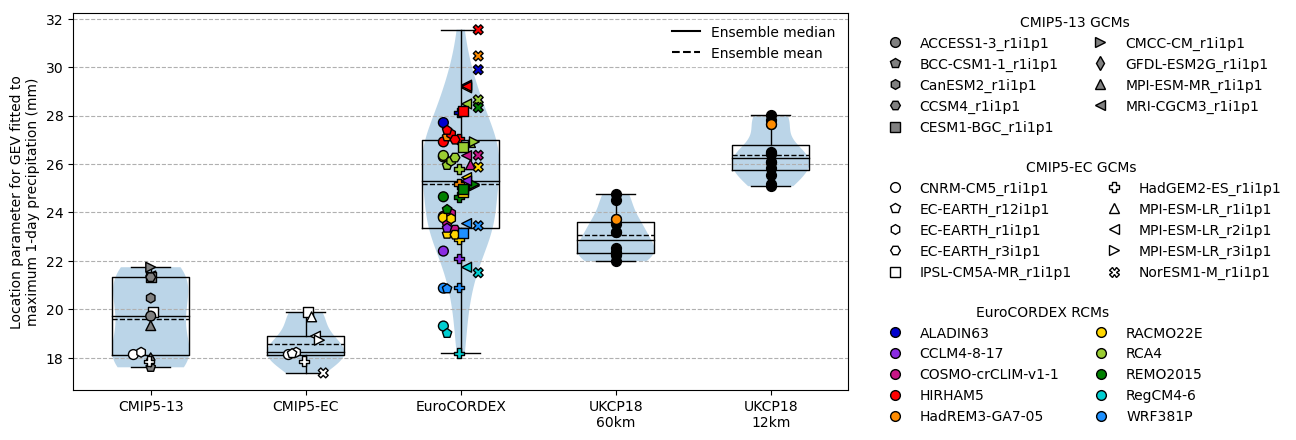 Location parameter for GEV fitted to
maximum 1-day precipitation (mm)
32
30
28
26
24
22
20
18
CMIP5-13
CMIP5-EC
EuroCORDEX
UKCP18
60km
UKCP18
12km
Ensemble median
Ensemble mean
CMIP5-13 GCMs
ACCESS1-3_r1i1p1
BCC-CSM1-1_r1i1p1
CanESM2_r1i1p1
CCSM4_r1i1p1
CESM1-BGC_r1i1p1
CMCC-CM_r1i1p1
GFDL-ESM2G_r1i1p1
MPI-ESM-MR_r1i1p1
MRI-CGCM3_r1i1p1
CMIP5-EC GCMs
CNRM-CM5_r1i1p1
EC-EARTH_r12i1p1
EC-EARTH_r1i1p1
EC-EARTH_r3i1p1
IPSL-CM5A-MR_r1i1p1
HadGEM2-ES_r1i1p1
MPI-ESM-LR_r1i1p1
MPI-ESM-LR_r2i1p1
MPI-ESM-LR_r3i1p1
NorESM1-M_r1i1p1
EuroCORDEX RCMs
ALADIN63
CCLM4-8-17
COSMO-crCLIM-v1-1
HIRHAM5
HadREM3-GA7-05
RACMO22E
RCA4
REMO2015
RegCM4-6
WRF381P